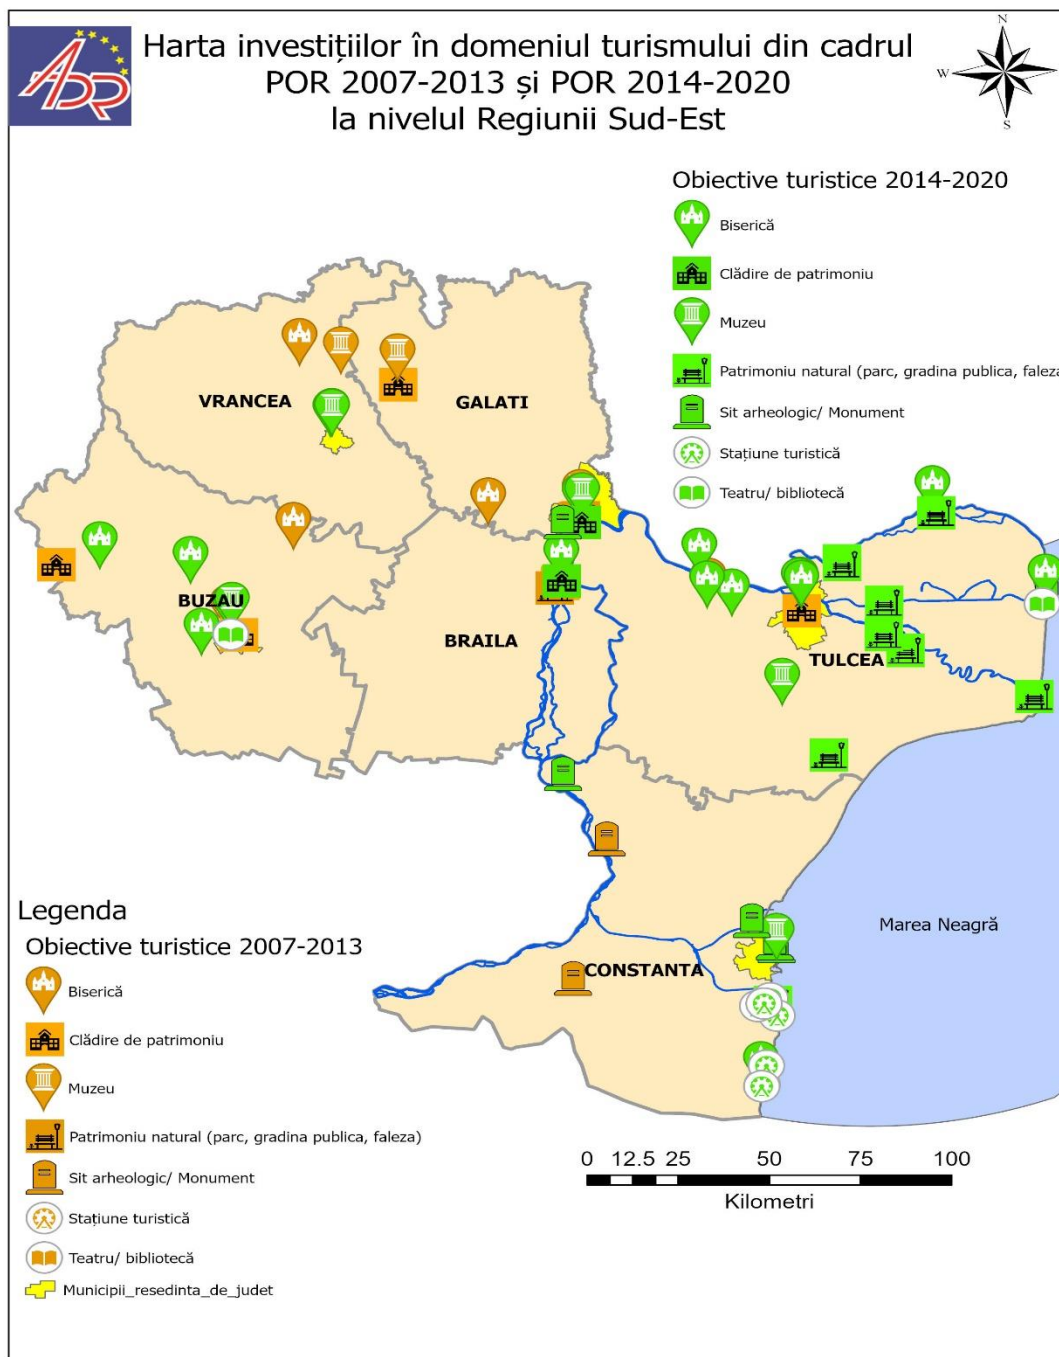 ADR
Harta investițiilor în domeniul turismului din cadrul
POR 2007-2013 și POR 2014-2020
la nivelul Regiunii Sud-Est
N
W
E
S
Obiective turistice 2014-2020
Biserică
Clădire de patrimoniu
Muzeu
Patrimoniu natural (parc, gradina publica, faleza
Sit arheologic/ Monument
Stațiune turistică
Teatru/ bibliotecă
VRANCEA
GALATI
BUZAU
BRAILA
TULCEA
CONSTANTA
Marea Neagră
Legenda
Obiective turistice 2007-2013
Biserică
Clădire de patrimoniu
Muzeu
Patrimoniu natural (parc, gradina publica, faleza)
Sit arheologic/ Monument
Stațiune turistică
Teatru/ bibliotecă
Municipii_resedinta_de_judet
0 12.5 25 50 75 100
Kilometri